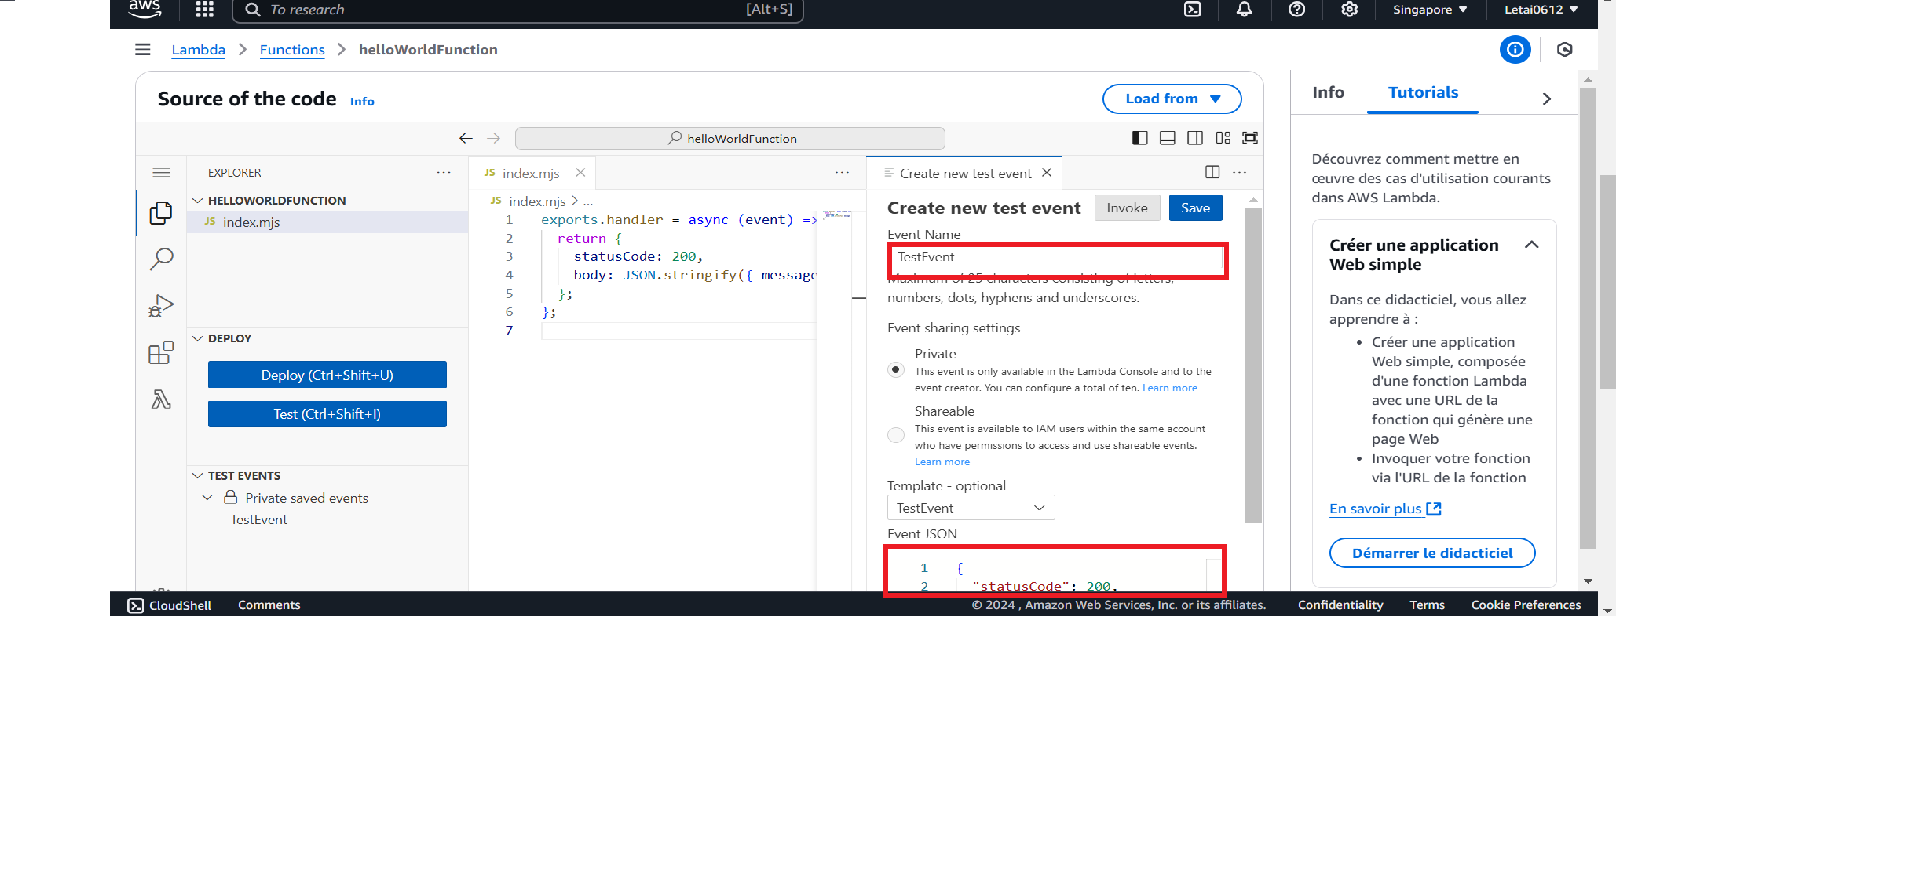 aws
To research
[Alt+S]
Singapore
Letai0612
Lambda
Functions
helloWorldFunction
Source of the code
Info
Load from
helloWorldFunction
EXPLORER
HELLOWORLDFUNCTION
JS index.mjs
DEPLOY
Deploy (Ctrl+Shift+U)
Test (Ctrl+Shift+I)
TEST EVENTS
Private saved events
TestEvent
JS index.mjs
JS index.mjs > ...
1 exports.handler = async (event) =>
2 return {
3 statusCode: 200,
4 body: JSON.stringify({ message
5 };
6 };
7
Create new test event
Create new test event
Invoke
Save
Event Name
TestEvent
Maximum of 25 characters consisting of letters,
numbers, dots, hyphens and underscores.
Event sharing settings
Private
This event is only available in the Lambda Console and to the
event creator. You can configure a total of ten. Learn more
Shareable
This event is available to IAM users within the same account
who have permissions to access and use shareable events.
Learn more
Template - optional
TestEvent
Event JSON
1 {
2 "statusCode": 200,
Info
Tutorials
Découvrez comment mettre en
œuvre des cas d'utilisation courants
dans AWS Lambda.
Créer une application
Web simple
Dans ce didacticiel, vous allez
apprendre à :
• Créer une application
Web simple, composée
d'une fonction Lambda
avec une URL de la
fonction qui génère une
page Web
• Invoquer votre fonction
via l'URL de la fonction
En savoir plus
Démarrer le didacticiel
CloudShell
Comments
© 2024 , Amazon Web Services, Inc. or its affiliates.
Confidentiality
Terms
Cookie Preferences